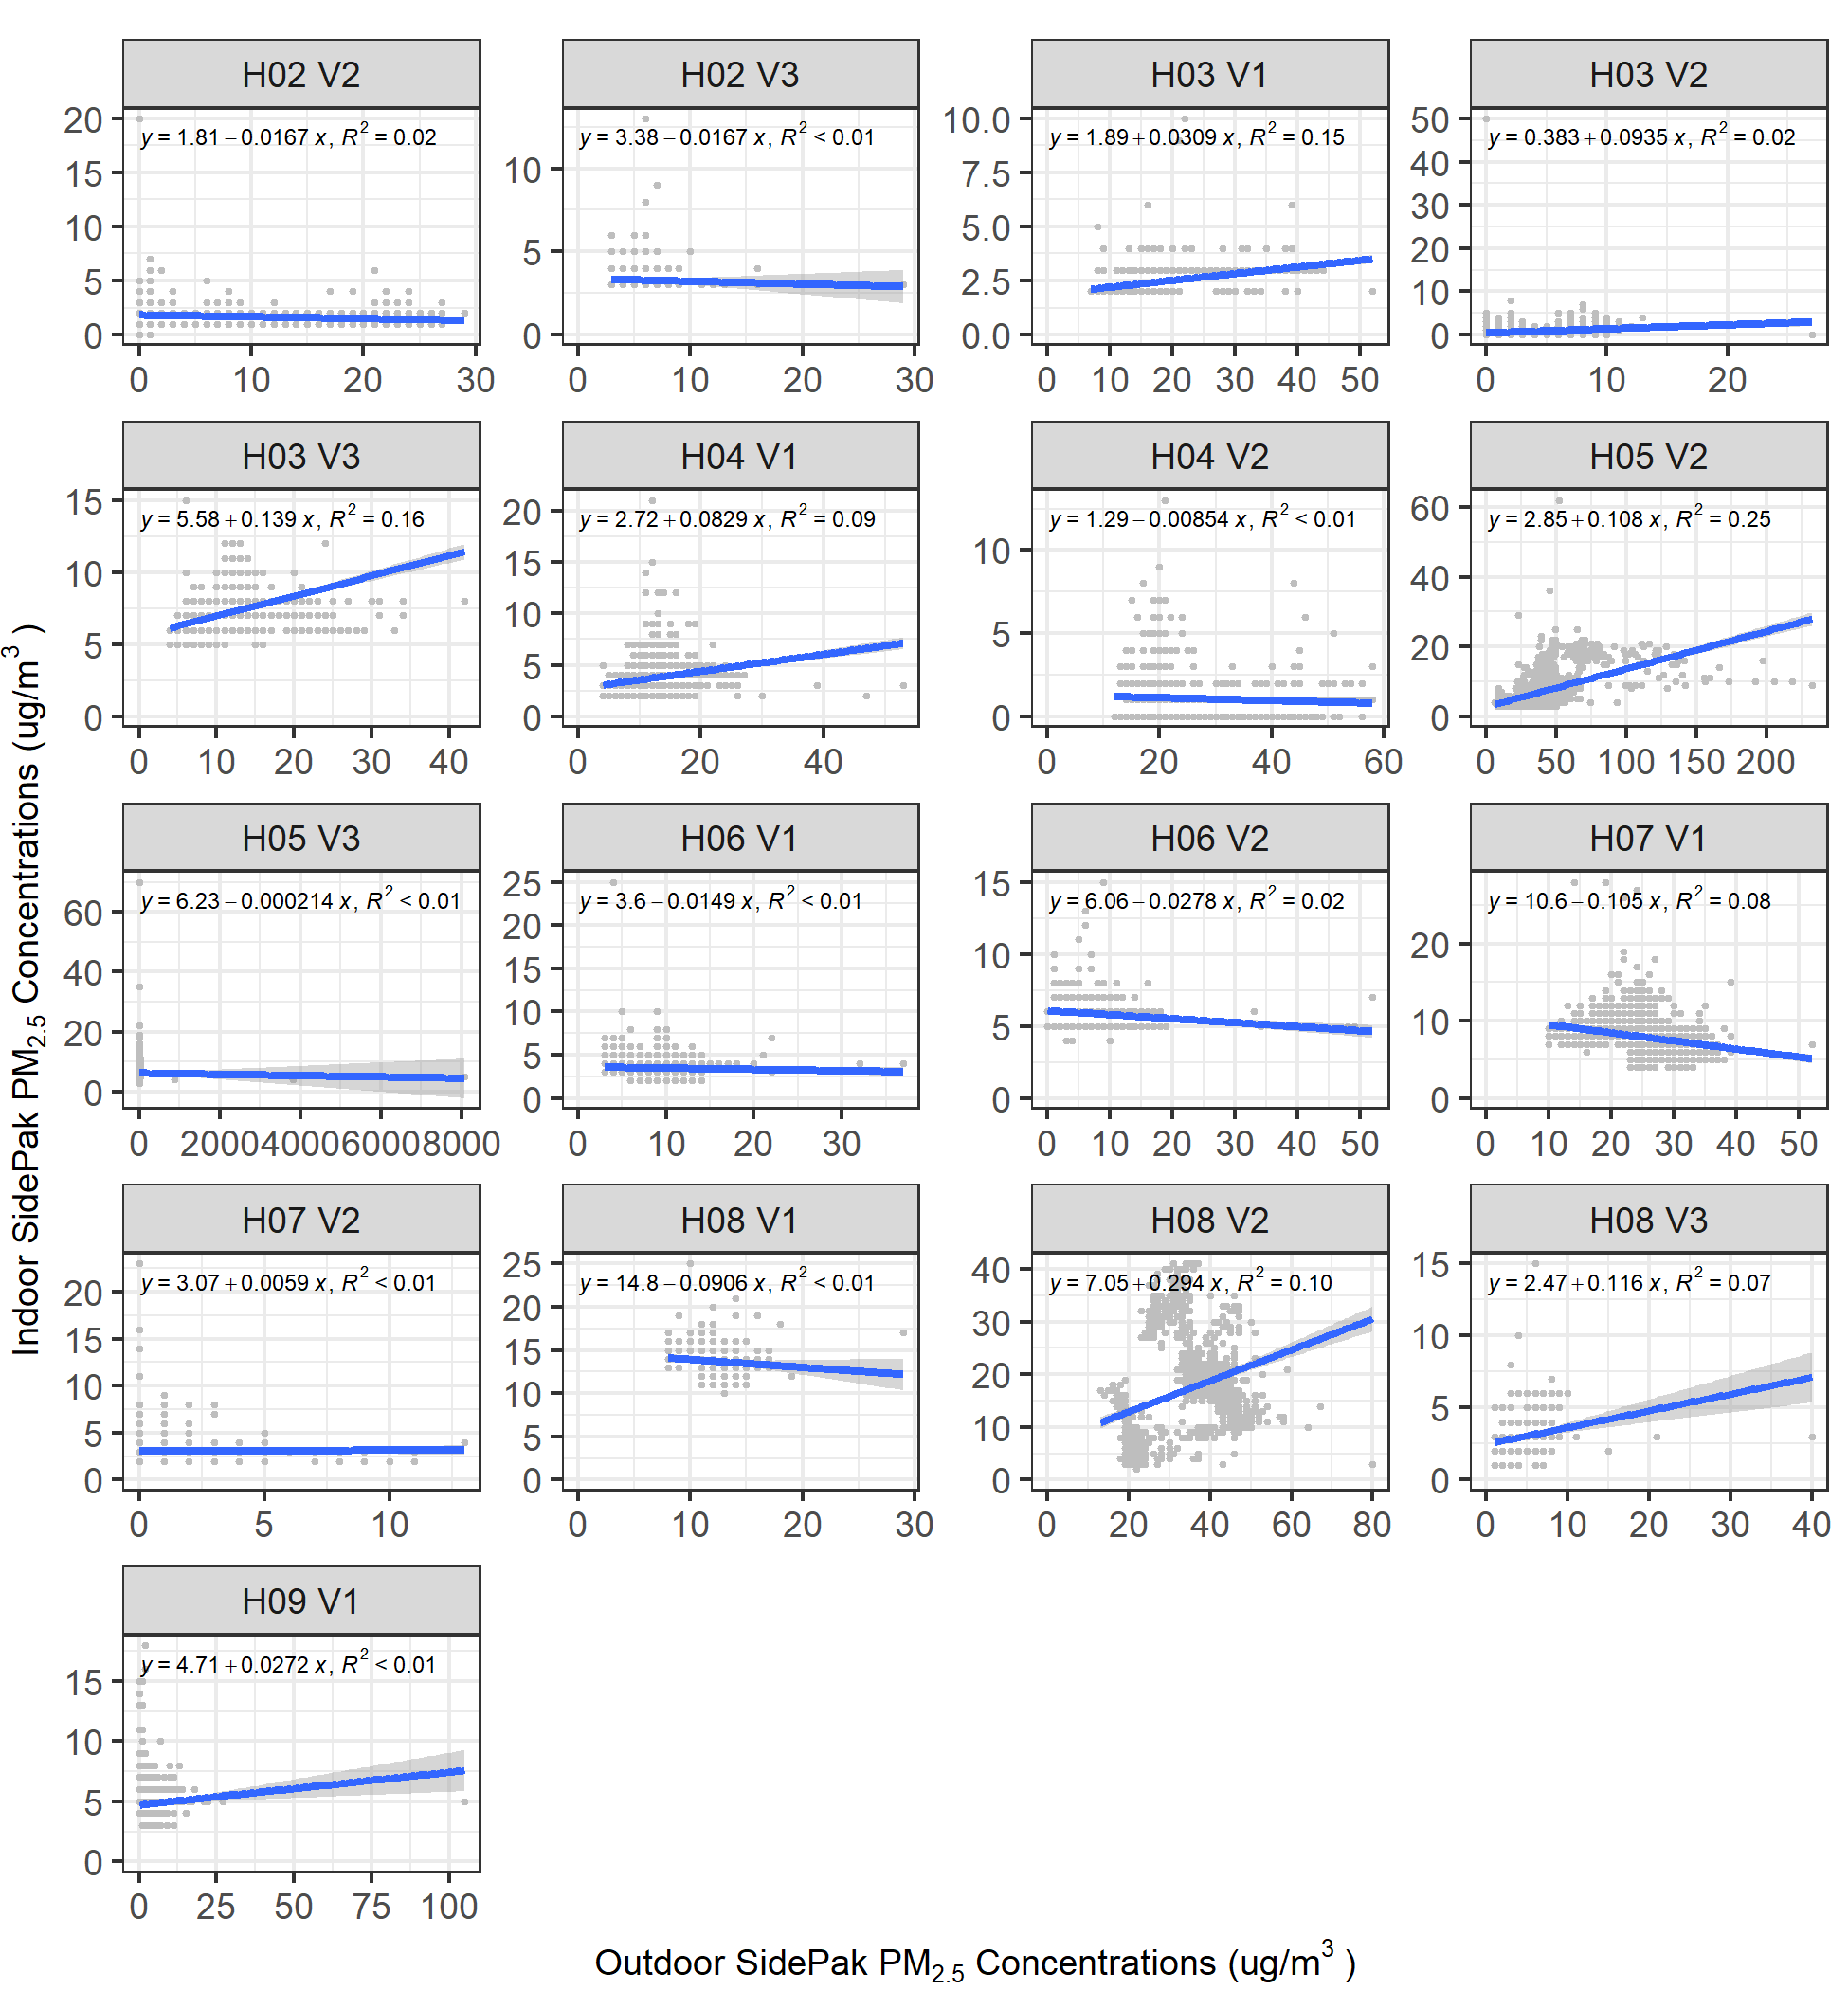 H02 V2
H02 V3
H03 V1
H03 V2
y = 1.81 − 0.0167 x, R² = 0.02
y = 3.38 − 0.0167 x, R² < 0.01
y = 1.89 + 0.0309 x, R² = 0.15
y = 0.383 + 0.0935 x, R² = 0.02
20
15
10
5
0
10
5
0
10.0
7.5
5.0
2.5
0.0
50
40
30
20
10
0
0 10 20 30
0 10 20 30
0 10 20 30 40 50
0 10 20
H03 V3
H04 V1
H04 V2
H05 V2
y = 5.58 + 0.139 x, R² = 0.16
y = 2.72 + 0.0829 x, R² = 0.09
y = 1.29 − 0.00854 x, R² < 0.01
y = 2.85 + 0.108 x, R² = 0.25
15
10
5
0
20
15
10
5
0
10
5
0
60
40
20
0
0 10 20 30 40
0 20 40
0 20 40 60
0 50 100 150 200
H05 V3
H06 V1
H06 V2
H07 V1
y = 6.23 − 0.000214 x, R² < 0.01
y = 3.6 − 0.0149 x, R² < 0.01
y = 6.06 − 0.0278 x, R² = 0.02
y = 10.6 − 0.105 x, R² = 0.08
60
40
20
0
25
20
15
10
5
0
15
10
5
0
20
10
0
0 2000 4000 6000 8000
0 10 20 30
0 10 20 30 40 50
0 10 20 30 40 50
H07 V2
H08 V1
H08 V2
H08 V3
y = 3.07 + 0.0059 x, R² < 0.01
y = 14.8 − 0.0906 x, R² < 0.01
y = 7.05 + 0.294 x, R² = 0.10
y = 2.47 + 0.116 x, R² = 0.07
20
15
10
5
0
25
20
15
10
5
0
40
30
20
10
0
15
10
5
0
0 5 10
0 10 20 30
0 20 40 60 80
0 10 20 30 40
H09 V1
y = 4.71 + 0.0272 x, R² < 0.01
15
10
5
0
0 25 50 75 100
Indoor SidePak PM2.5 Concentrations (ug/m³ )
Outdoor SidePak PM2.5 Concentrations (ug/m³ )